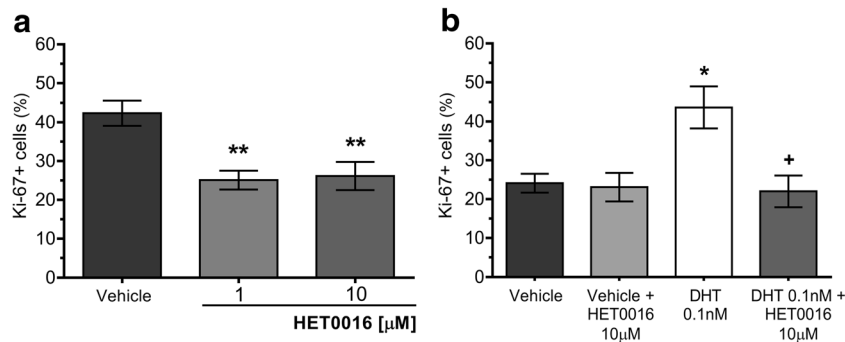 a
Ki-67+ cells (%)
60
50
40
30
20
10
0
**
**
Vehicle
1
10
HET0016 [µM]
b
Ki-67+ cells (%)
60
50
40
30
20
10
0
*
+
Vehicle
Vehicle +
HET0016
10µM
DHT
0.1nM
DHT 0.1nM +
HET0016
10µM